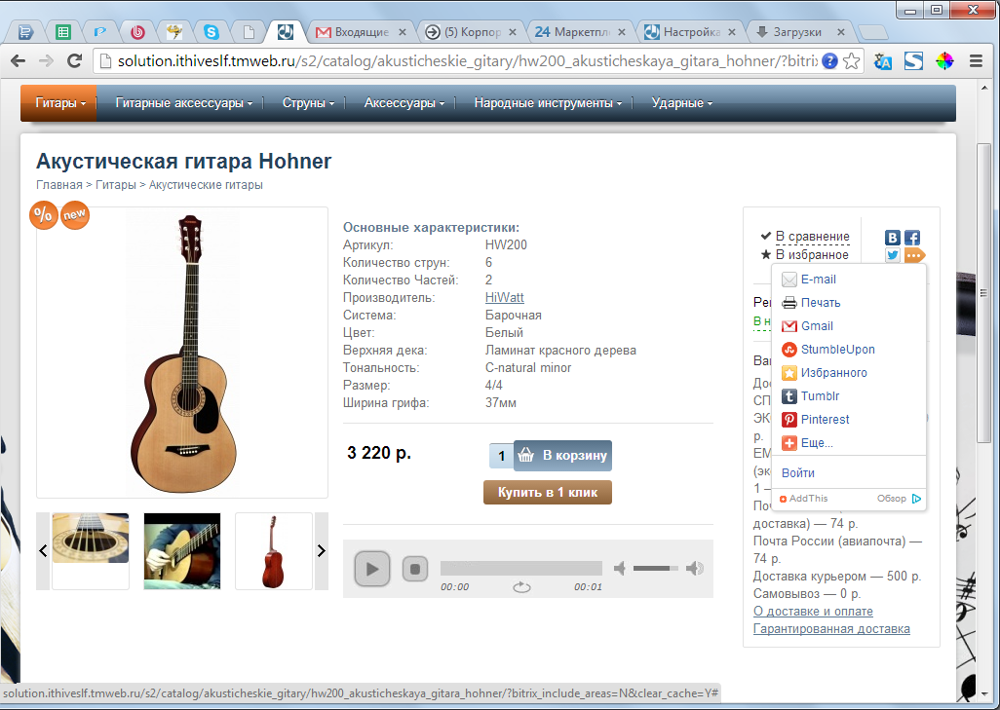 Входящие
(5) Корпор
24 Маркетпл
Настройка
Загрузки
solution.ithiveslf.tmweb.ru/s2/catalog/akusticheskie_gitary/hw200_akusticheskaya_gitara_hohner/?bitrix
Гитары
Гитарные аксессуары
Струны
Аксессуары
Народные инструменты
Ударные
Акустическая гитара Hohner
Главная > Гитары > Акустические гитары
%
new
Основные характеристики:
Артикул: HW200
Количество струн: 6
Количество Частей: 2
Производитель: HiWatt
Система: Барочная
Цвет: Белый
Верхняя дека: Ламинат красного дерева
Тональность: C-natural minor
Размер: 4/4
Ширина грифа: 37мм
3 220 р.
1
В корзину
Купить в 1 клик
00:00
00:01
В сравнение
В избранное
E-mail
Печать
Gmail
StumbleUpon
Избранного
Tumblr
Pinterest
Еще...
Войти
AddThis
Обзор
р.
1 —
доставка) — 74 р.
Почта России (авиапочта) —
74 р.
Доставка курьером — 500 р.
Самовывоз — 0 р.
О доставке и оплате
Гарантированная доставка
solution.ithiveslf.tmweb.ru/s2/catalog/akusticheskie_gitary/hw200_akusticheskaya_gitara_hohner/?bitrix_include_areas=N&clear_cache=Y#